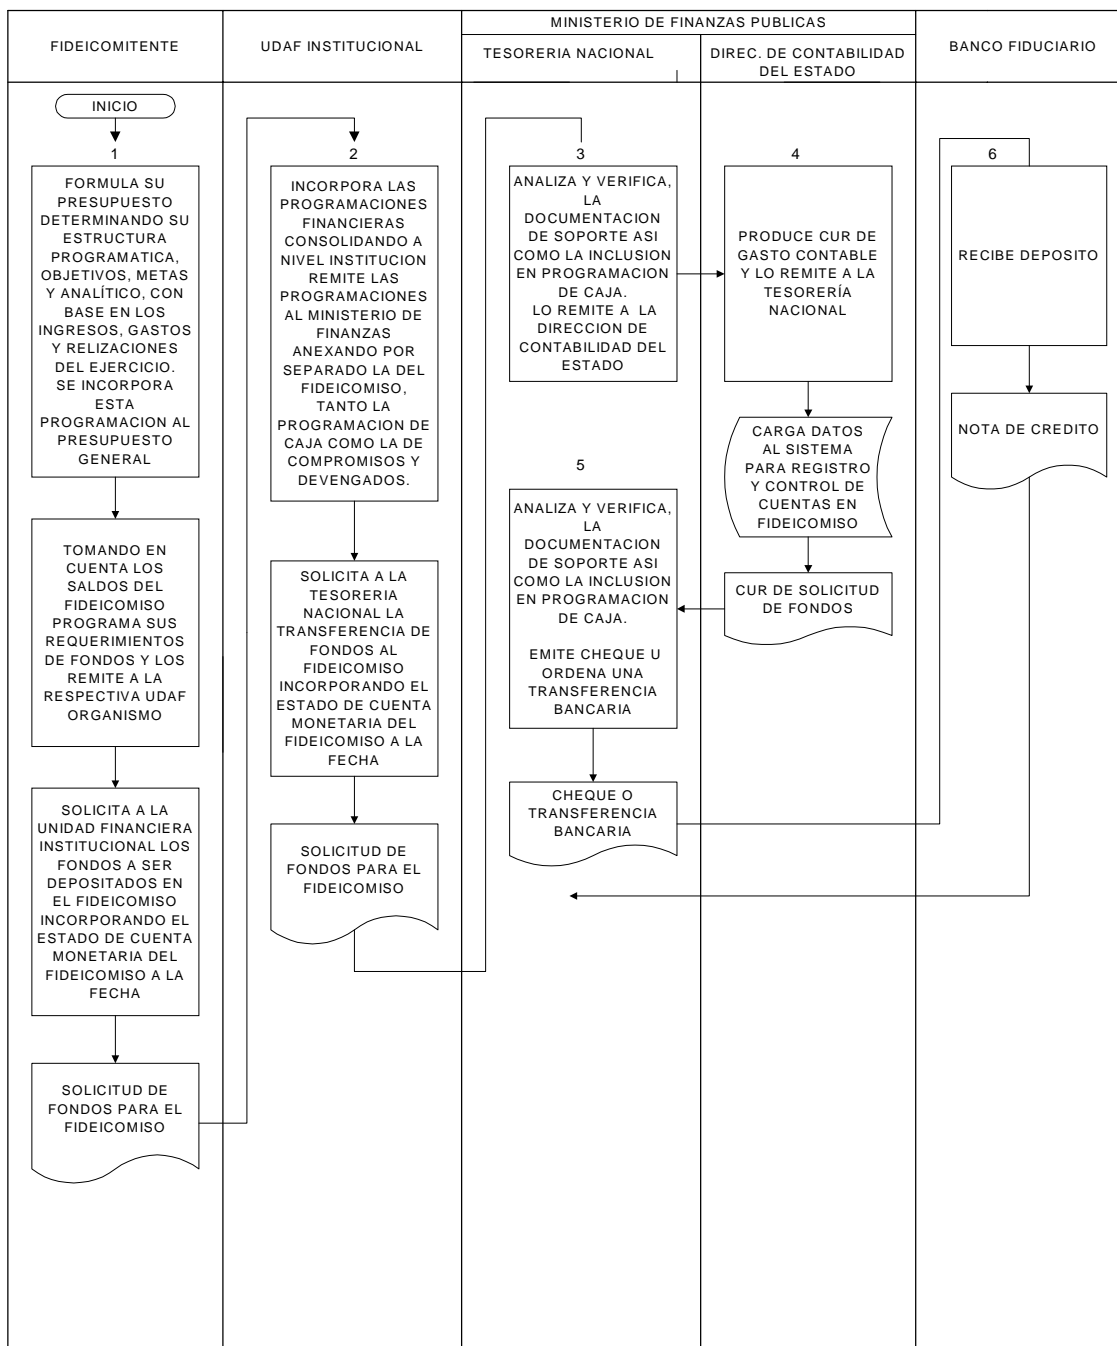 MINISTERIO DE FINANZAS PUBLICAS
FIDEICOMITENTE
UDAF INSTITUCIONAL
TESORERIA NACIONAL
DIREC. DE CONTABILIDAD
DEL ESTADO
BANCO FIDUCIARIO
INICIO
1
FORMULA SU
PRESUPUESTO
DETERMINANDO SU
ESTRUCTURA
PROGRAMATICA,
OBJETIVOS, METAS
Y ANALÍTICO, CON
BASE EN LOS
INGRESOS, GASTOS
Y RELIZACIONES
DEL EJERCICIO.
SE INCORPORA
ESTA
PROGRAMACION AL
PRESUPUESTO
GENERAL
TOMANDO EN
CUENTA LOS
SALDOS DEL
FIDEICOMISO
PROGRAMA SUS
REQUERIMIENTOS
DE FONDOS Y LOS
REMITE A LA
RESPECTIVA UDAF
ORGANISMO
SOLICITA A LA
UNIDAD FINANCIERA
INSTITUCIONAL LOS
FONDOS A SER
DEPOSITADOS EN
EL FIDEICOMISO
INCORPORANDO EL
ESTADO DE CUENTA
MONETARIA DEL
FIDEICOMISO A LA
FECHA
SOLICITUD DE
FONDOS PARA EL
FIDEICOMISO
2
INCORPORA LAS
PROGRAMACIONES
FINANCIERAS
CONSOLIDANDO A
NIVEL INSTITUCION
REMITE LAS
PROGRAMACIONES
AL MINISTERIO DE
FINANZAS
ANEXANDO POR
SEPARADO LA DEL
FIDEICOMISO,
TANTO LA
PROGRAMACION DE
CAJA COMO LA DE
COMPROMISOS Y
DEVENGADOS.
SOLICITA A LA
TESORERIA
NACIONAL LA
TRANSFERENCIA DE
FONDOS AL
FIDEICOMISO
INCORPORANDO EL
ESTADO DE CUENTA
MONETARIA DEL
FIDEICOMISO A LA
FECHA
SOLICITUD DE
FONDOS PARA EL
FIDEICOMISO
3
ANALIZA Y VERIFICA,
LA
DOCUMENTACION
DE SOPORTE ASI
COMO LA INCLUSION
EN PROGRAMACION
DE CAJA.
LO REMITE A LA
DIRECCION DE
CONTABILIDAD DEL
ESTADO
4
PRODUCE CUR DE
GASTO CONTABLE
Y LO REMITE A LA
TESORERÍA
NACIONAL
CARGA DATOS
AL SISTEMA
PARA REGISTRO
Y CONTROL DE
CUENTAS EN
FIDEICOMISO
CUR DE SOLICITUD
DE FONDOS
5
ANALIZA Y VERIFICA,
LA
DOCUMENTACION
DE SOPORTE ASI
COMO LA INCLUSION
EN PROGRAMACION
DE CAJA.
EMITE CHEQUE U
ORDENA UNA
TRANSFERENCIA
BANCARIA
CHEQUE O
TRANSFERENCIA
BANCARIA
6
RECIBE DEPOSITO
NOTA DE CREDITO